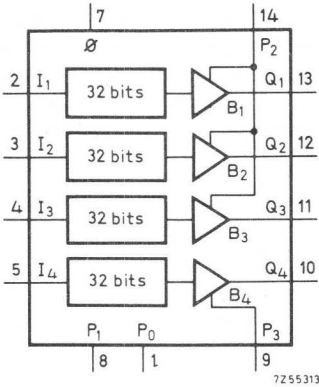 7 14
Ø P2
2 I1 32 bits B1 Q1 13
3 I2 32 bits B2 Q2 12
4 I3 32 bits B3 Q3 11
5 I4 32 bits B4 Q4 10
P1 P0 P3
8 1 9
7Z55313